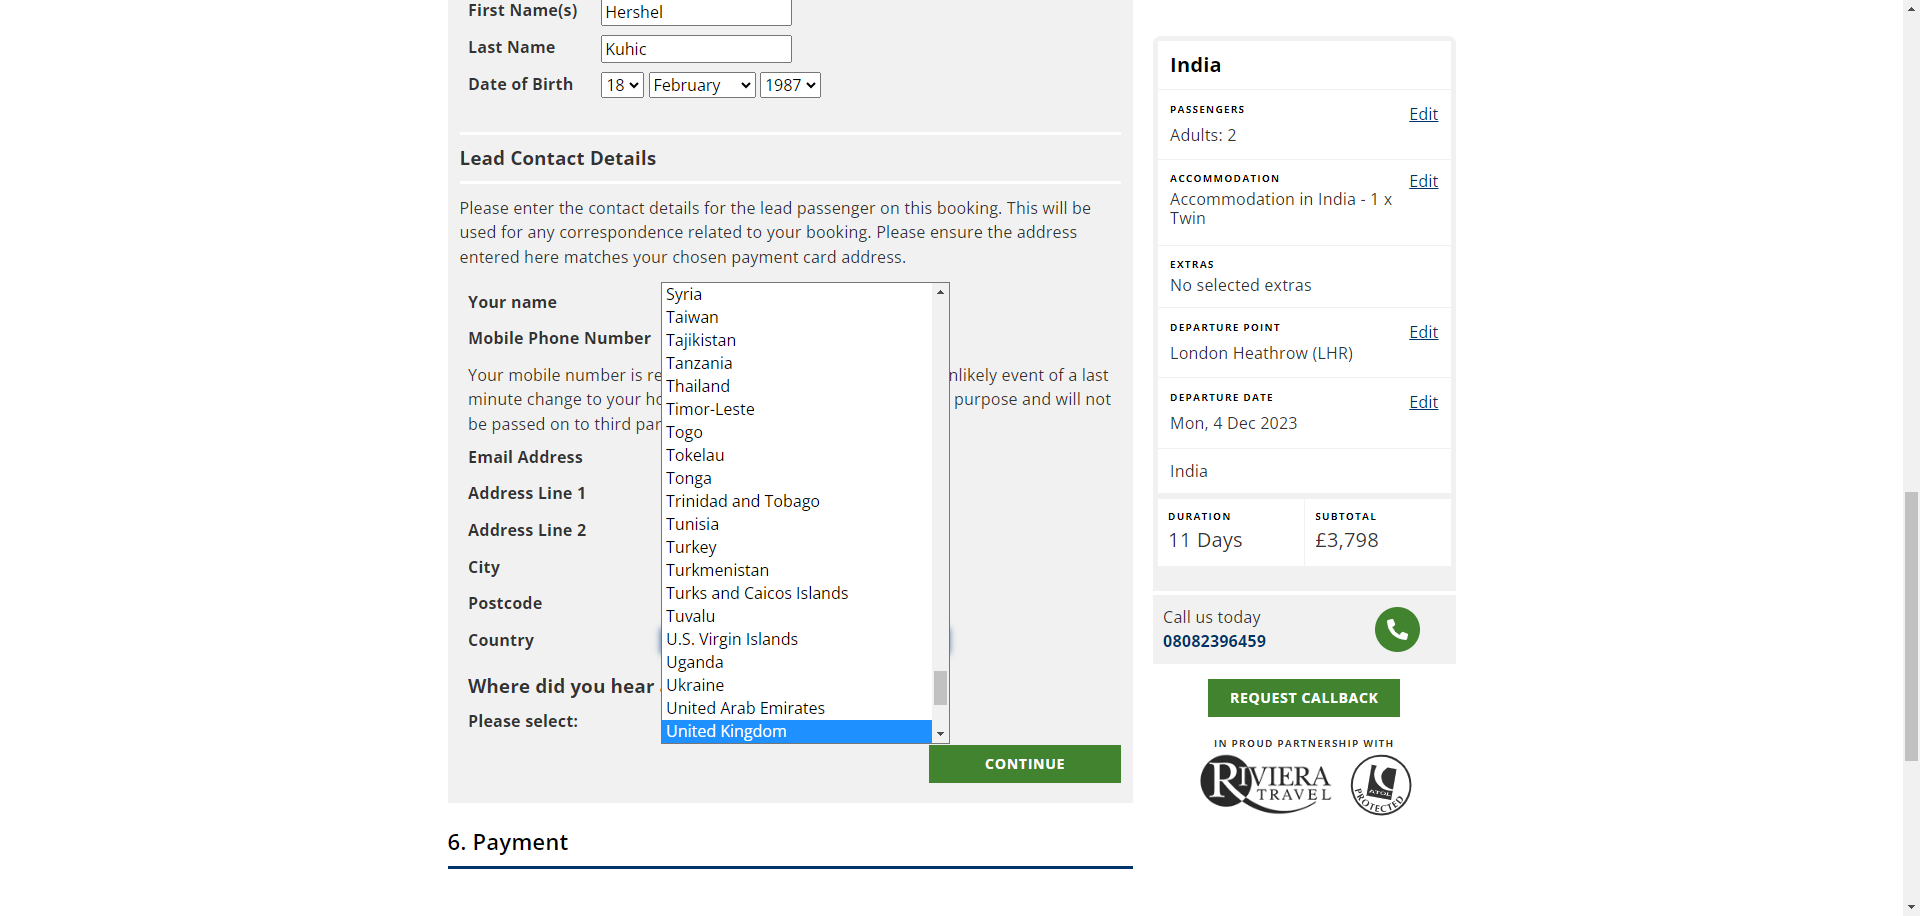 First Name(s) Hershel
Last Name Kuhic
Date of Birth 18 February 1987
Lead Contact Details
Please enter the contact details for the lead passenger on this booking. This will be
used for any correspondence related to your booking. Please ensure the address
entered here matches your chosen payment card address.
Your name
Mobile Phone Number
Your mobile number is re nlikely event of a last
minute change to your ho purpose and will not
be passed on to third par
Email Address
Address Line 1
Address Line 2
City
Postcode
Country
Where did you hear
Please select:
Syria
Taiwan
Tajikistan
Tanzania
Thailand
Timor-Leste
Togo
Tokelau
Tonga
Trinidad and Tobago
Tunisia
Turkey
Turkmenistan
Turks and Caicos Islands
Tuvalu
U.S. Virgin Islands
Uganda
Ukraine
United Arab Emirates
United Kingdom
CONTINUE
6. Payment
India
PASSENGERS
Edit
Adults: 2
ACCOMMODATION
Edit
Accommodation in India - 1 x
Twin
EXTRAS
No selected extras
DEPARTURE POINT
Edit
London Heathrow (LHR)
DEPARTURE DATE
Edit
Mon, 4 Dec 2023
India
DURATION
11 Days
SUBTOTAL
£3,798
Call us today
08082396459
REQUEST CALLBACK
IN PROUD PARTNERSHIP WITH
RIVIERA
TRAVEL
ATOL
PROTECTED